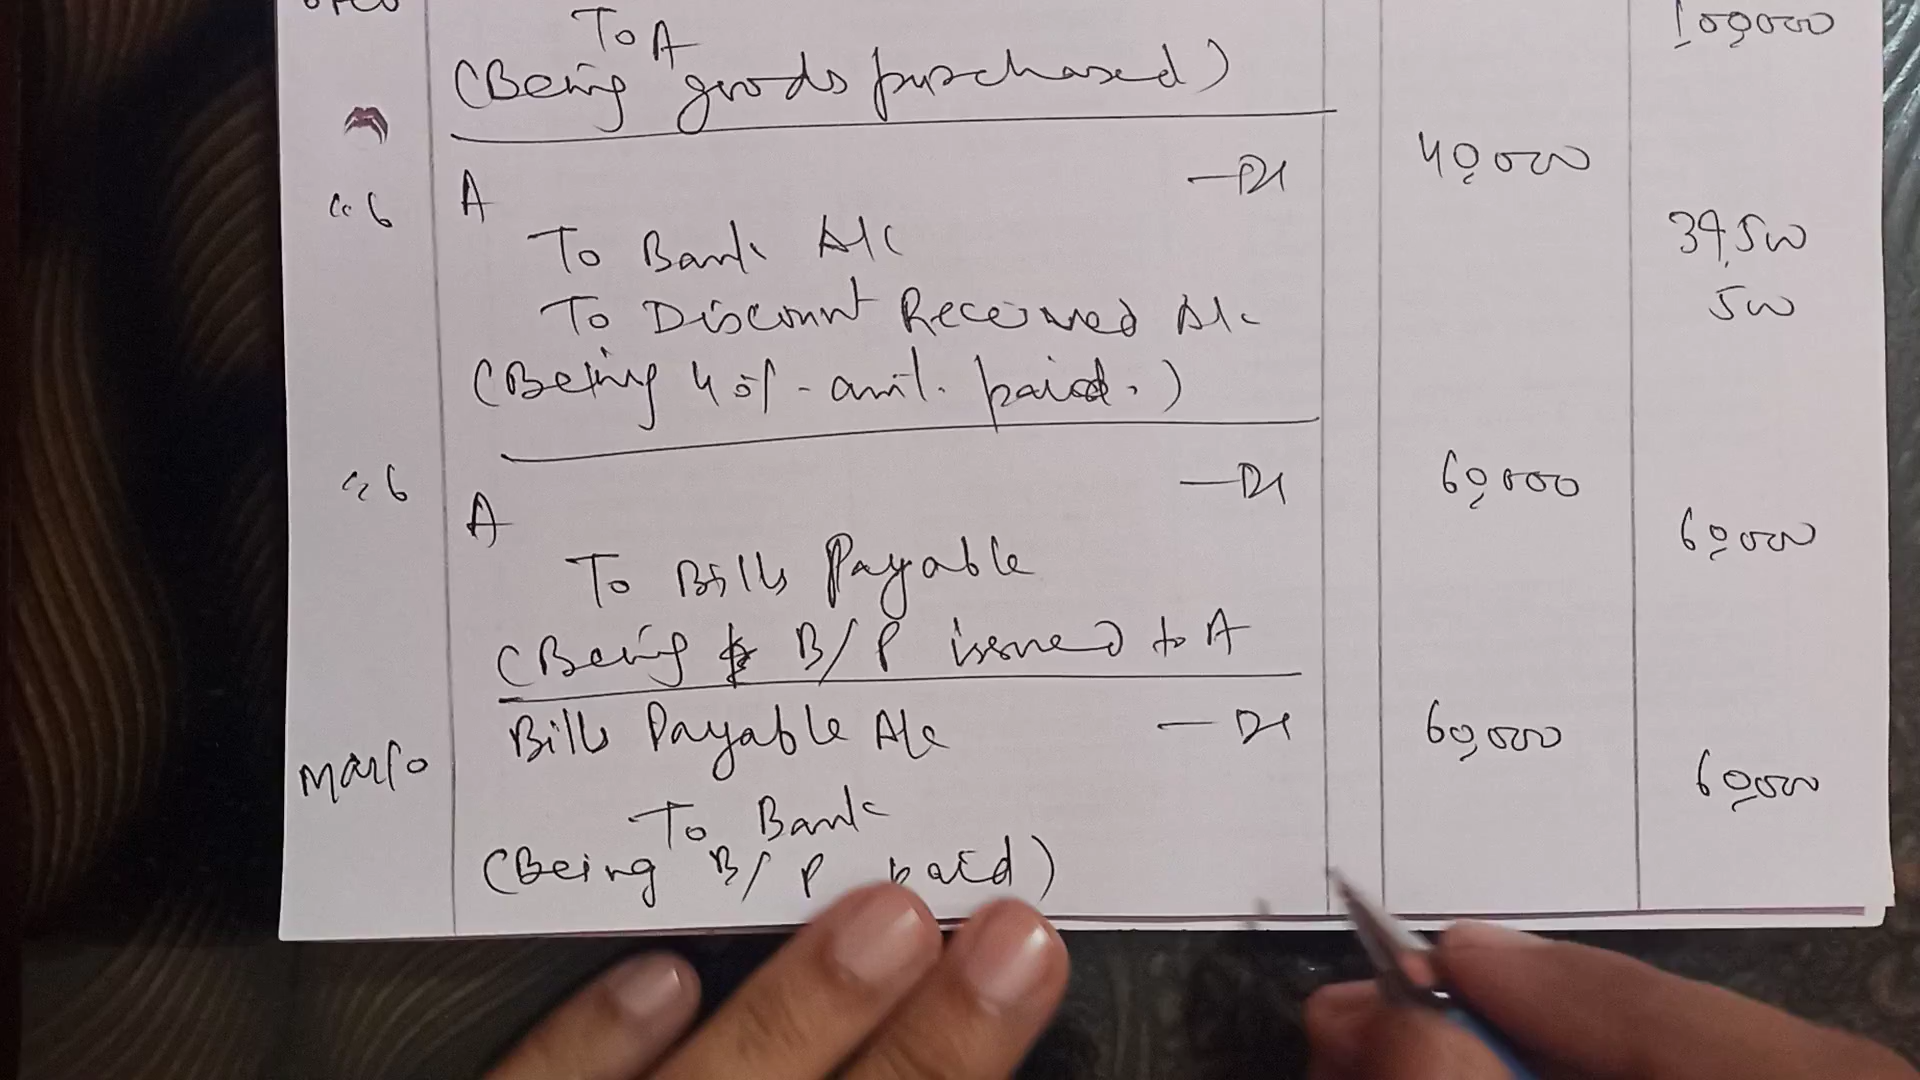 To A 1,00,000
(Being goods purchased)
"6 A —Dr 40,000
To Bank A/c 39,500
To Discount Received A/c 500
(Being 40% amt. paid.)
"6 A —Dr 60,000
To Bills Payable 60,000
(Being B/P issued to A
Bills Payable A/c —Dr 60,000
To Bank 60,000
(Being B/P paid)